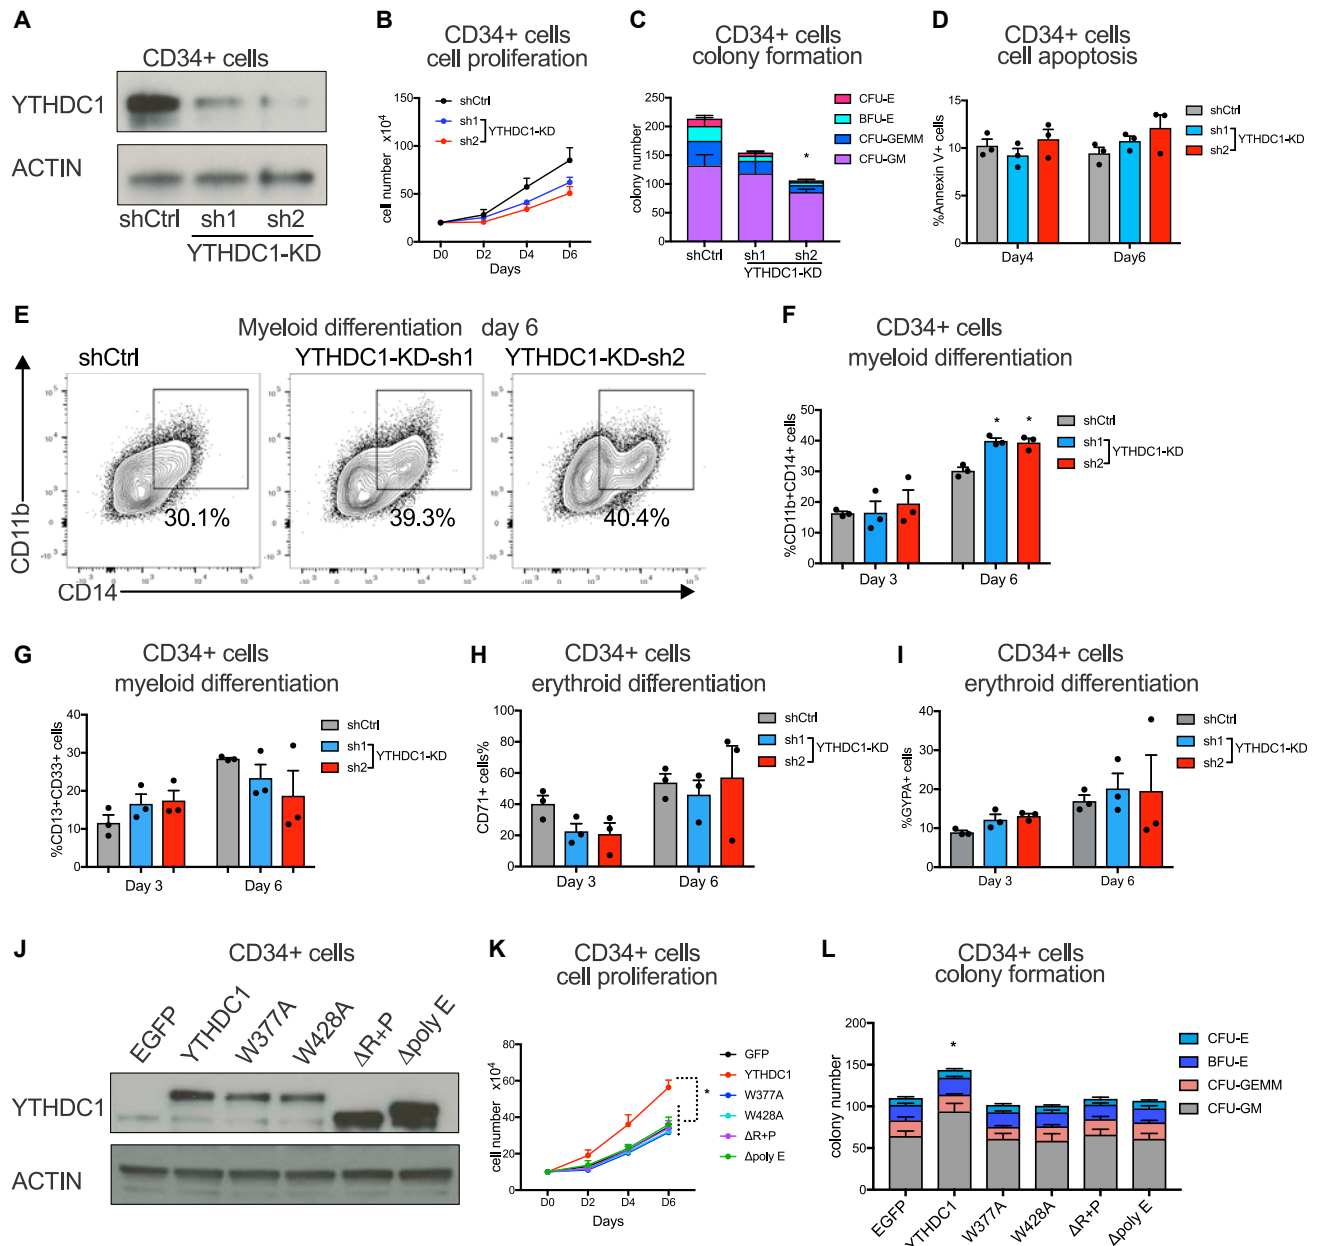 A
CD34+ cells
YTHDC1
ACTIN
shCtrl
sh1
sh2
YTHDC1-KD
B
CD34+ cells
cell proliferation
cell number x10⁴
150
100
50
0
D0
D2
D4
D6
Days
shCtrl
sh1
sh2
YTHDC1-KD
C
CD34+ cells
colony formation
colony number
250
200
150
100
50
0
*
shCtrl
sh1
sh2
YTHDC1-KD
CFU-E
BFU-E
CFU-GEMM
CFU-GM
D
CD34+ cells
cell apoptosis
%Annexin V+ cells
15
10
5
0
Day4
Day6
shCtrl
sh1
sh2
YTHDC1-KD
E
Myeloid differentiation day 6
shCtrl
YTHDC1-KD-sh1
YTHDC1-KD-sh2
30.1%
39.3%
40.4%
CD11b
CD14
F
CD34+ cells
myeloid differentiation
%CD11b+CD14+ cells
50
40
30
20
10
0
* *
Day 3
Day 6
shCtrl
sh1
sh2
YTHDC1-KD
G
CD34+ cells
myeloid differentiation
%CD13+CD33+ cells
40
30
20
10
0
Day 3
Day 6
shCtrl
sh1
sh2
YTHDC1-KD
H
CD34+ cells
erythroid differentiation
CD71+ cells%
100
80
60
40
20
0
Day 3
Day 6
shCtrl
sh1
sh2
YTHDC1-KD
I
CD34+ cells
erythroid differentiation
%GYPA+ cells
40
30
20
10
0
Day 3
Day 6
shCtrl
sh1
sh2
YTHDC1-KD
J
CD34+ cells
EGFP
YTHDC1
W377A
W428A
ΔR+P
Δpoly E
YTHDC1
ACTIN
K
CD34+ cells
cell proliferation
cell number x10⁴
80
60
40
20
0
D0
D2
D4
D6
Days
*
GFP
YTHDC1
W377A
W428A
ΔR+P
Δpoly E
L
CD34+ cells
colony formation
colony number
200
150
100
50
0
*
EGFP
YTHDC1
W377A
W428A
ΔR+P
Δpoly E
CFU-E
BFU-E
CFU-GEMM
CFU-GM